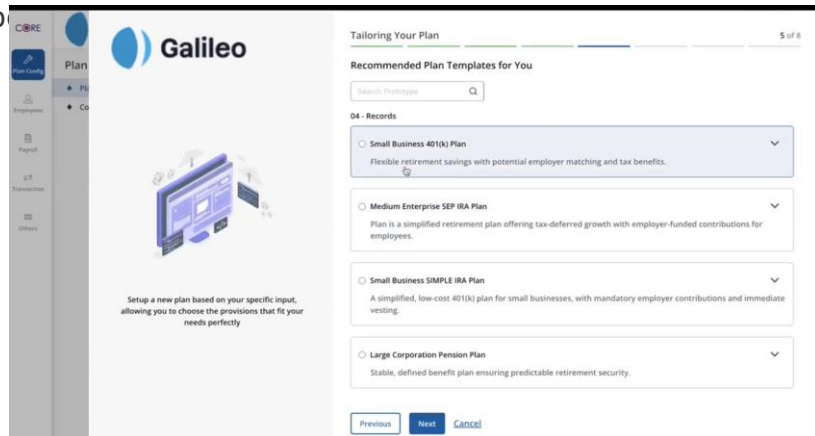 CORE
Plan Config
Employees
Payroll
Transaction
Others
Plan
Galileo
Setup a new plan based on your specific input,
allowing you to choose the provisions that fit your
needs perfectly
Tailoring Your Plan
5 of 8
Recommended Plan Templates for You
Search Prototype
04 - Records
Small Business 401(k) Plan
Flexible retirement savings with potential employer matching and tax benefits.
Medium Enterprise SEP IRA Plan
Plan is a simplified retirement plan offering tax-deferred growth with employer-funded contributions for
employees.
Small Business SIMPLE IRA Plan
A simplified, low-cost 401(k) plan for small businesses, with mandatory employer contributions and immediate
vesting.
Large Corporation Pension Plan
Stable, defined benefit plan ensuring predictable retirement security.
Previous
Next
Cancel